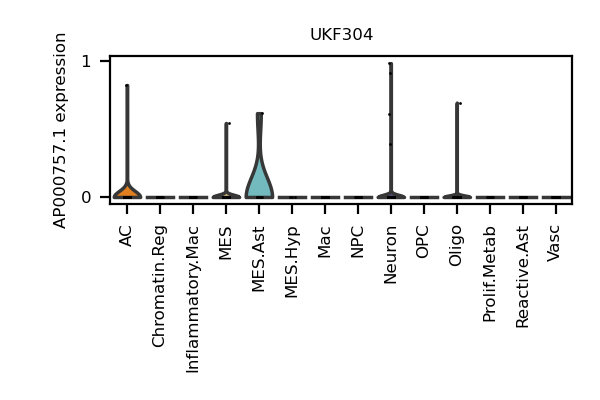 UKF304
AP000757.1 expression
1
0
AC
Chromatin.Reg
Inflammatory.Mac
MES
MES.Ast
MES.Hyp
Mac
NPC
Neuron
OPC
Oligo
Prolif.Metab
Reactive.Ast
Vasc